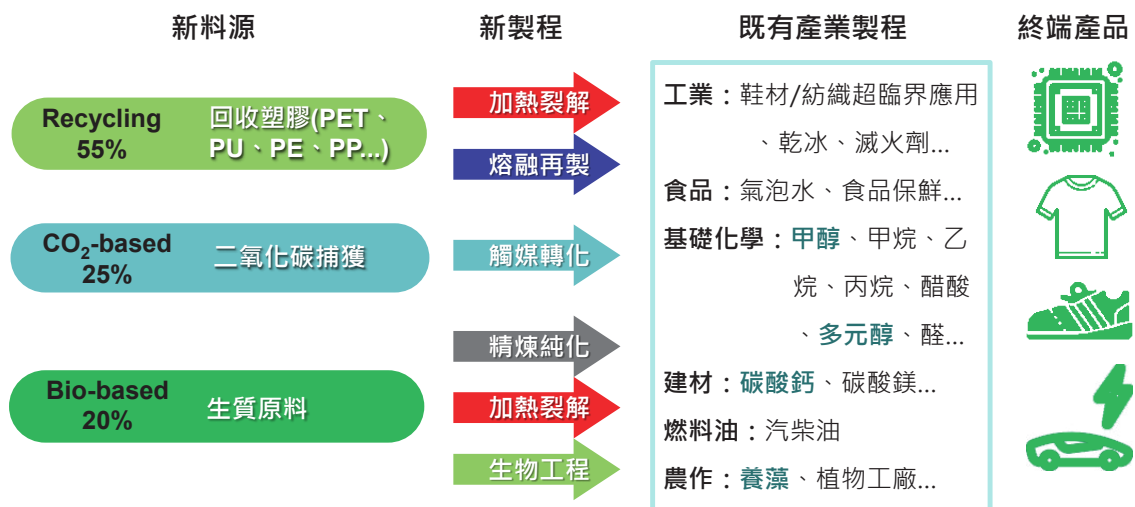 新料源
新製程
既有產業製程
終端產品
Recycling
55%
回收塑膠(PET、
PU、PE、PP...)
CO₂-based
25%
二氧化碳捕獲
Bio-based
20%
生質原料
加熱裂解
熔融再製
觸媒轉化
精煉純化
加熱裂解
生物工程
工業：鞋材/紡織超臨界應用
、乾冰、滅火劑...
食品：氣泡水、食品保鮮...
基礎化學：甲醇、甲烷、乙
烷、丙烷、醋酸
、多元醇、醛...
建材：碳酸鈣、碳酸鎂...
燃料油：汽柴油
農作：養藻、植物工廠...